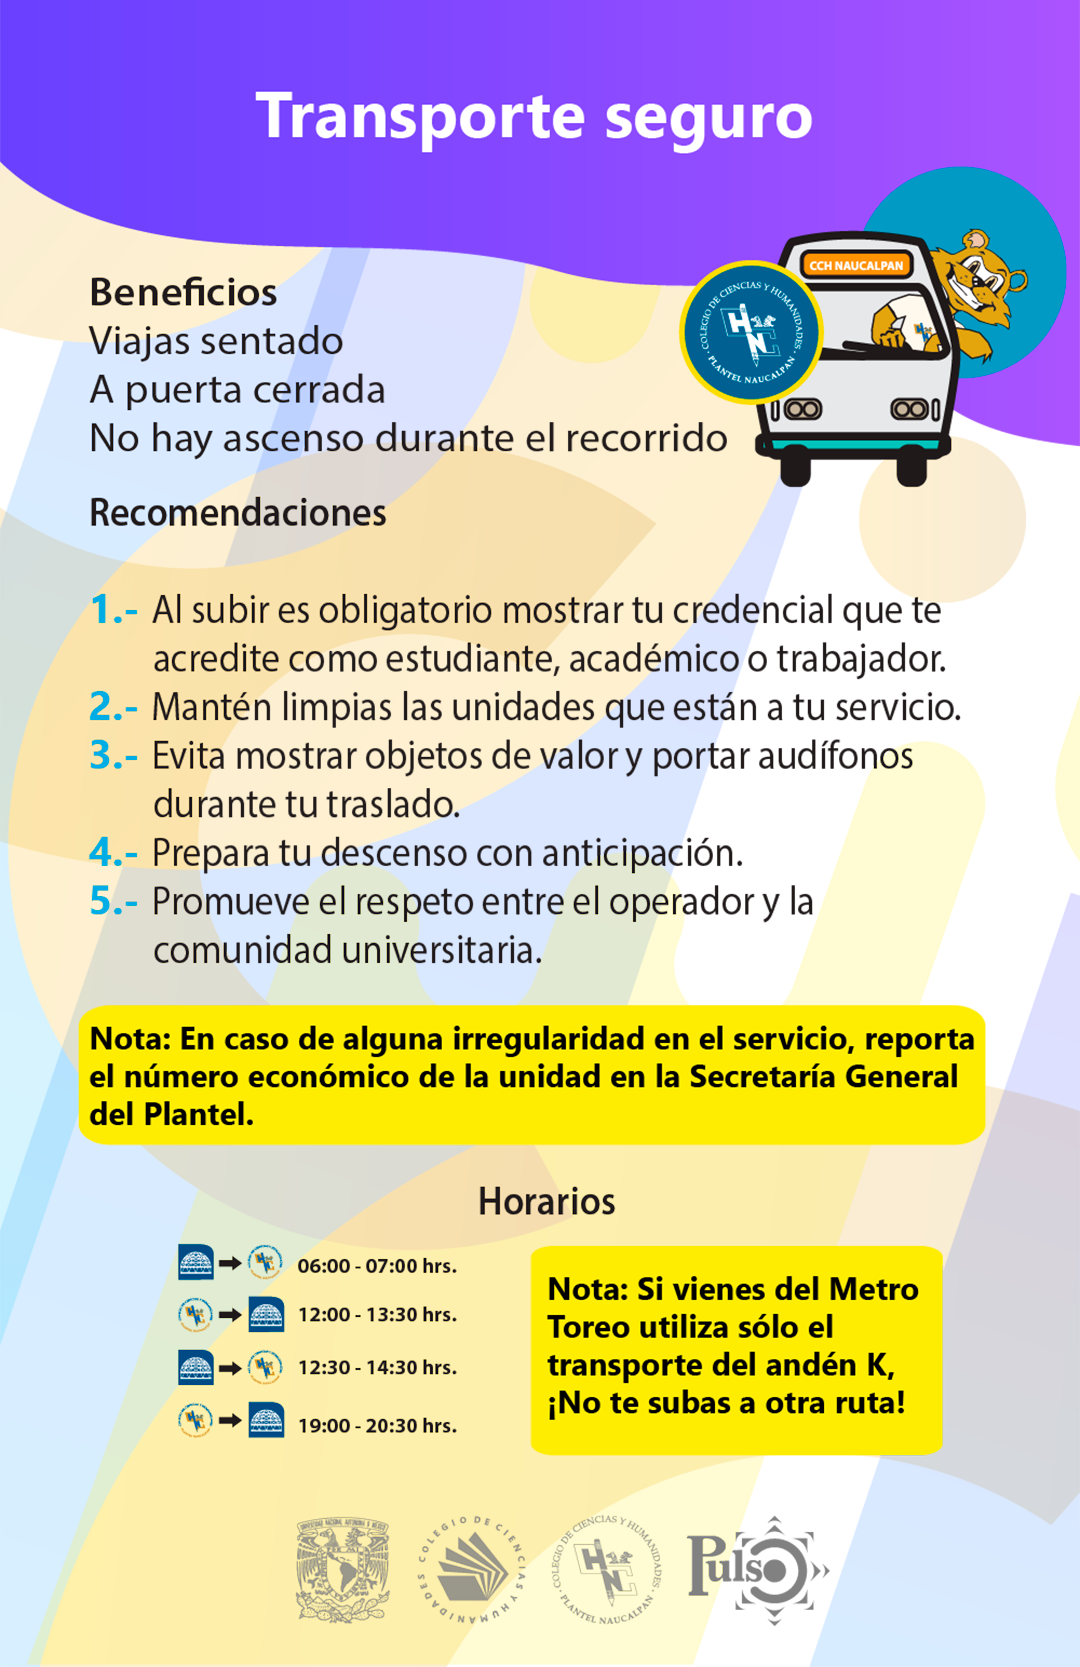 Transporte seguro
CCH NAUCALPAN
COLEGIO DE CIENCIAS Y HUMANIDADES
PLANTEL NAUCALPAN
Beneficios
Viajas sentado
A puerta cerrada
No hay ascenso durante el recorrido
Recomendaciones
1.- Al subir es obligatorio mostrar tu credencial que te
acredite como estudiante, académico o trabajador.
2.- Mantén limpias las unidades que están a tu servicio.
3.- Evita mostrar objetos de valor y portar audífonos
durante tu traslado.
4.- Prepara tu descenso con anticipación.
5.- Promueve el respeto entre el operador y la
comunidad universitaria.
Nota: En caso de alguna irregularidad en el servicio, reporta
el número económico de la unidad en la Secretaría General
del Plantel.
Horarios
06:00 - 07:00 hrs.
12:00 - 13:30 hrs.
12:30 - 14:30 hrs.
19:00 - 20:30 hrs.
Nota: Si vienes del Metro
Toreo utiliza sólo el
transporte del andén K,
¡No te subas a otra ruta!
COLEGIO DE CIENCIAS Y HUMANIDADES
COLEGIO DE CIENCIAS Y HUMANIDADES
PLANTEL NAUCALPAN
Pulso